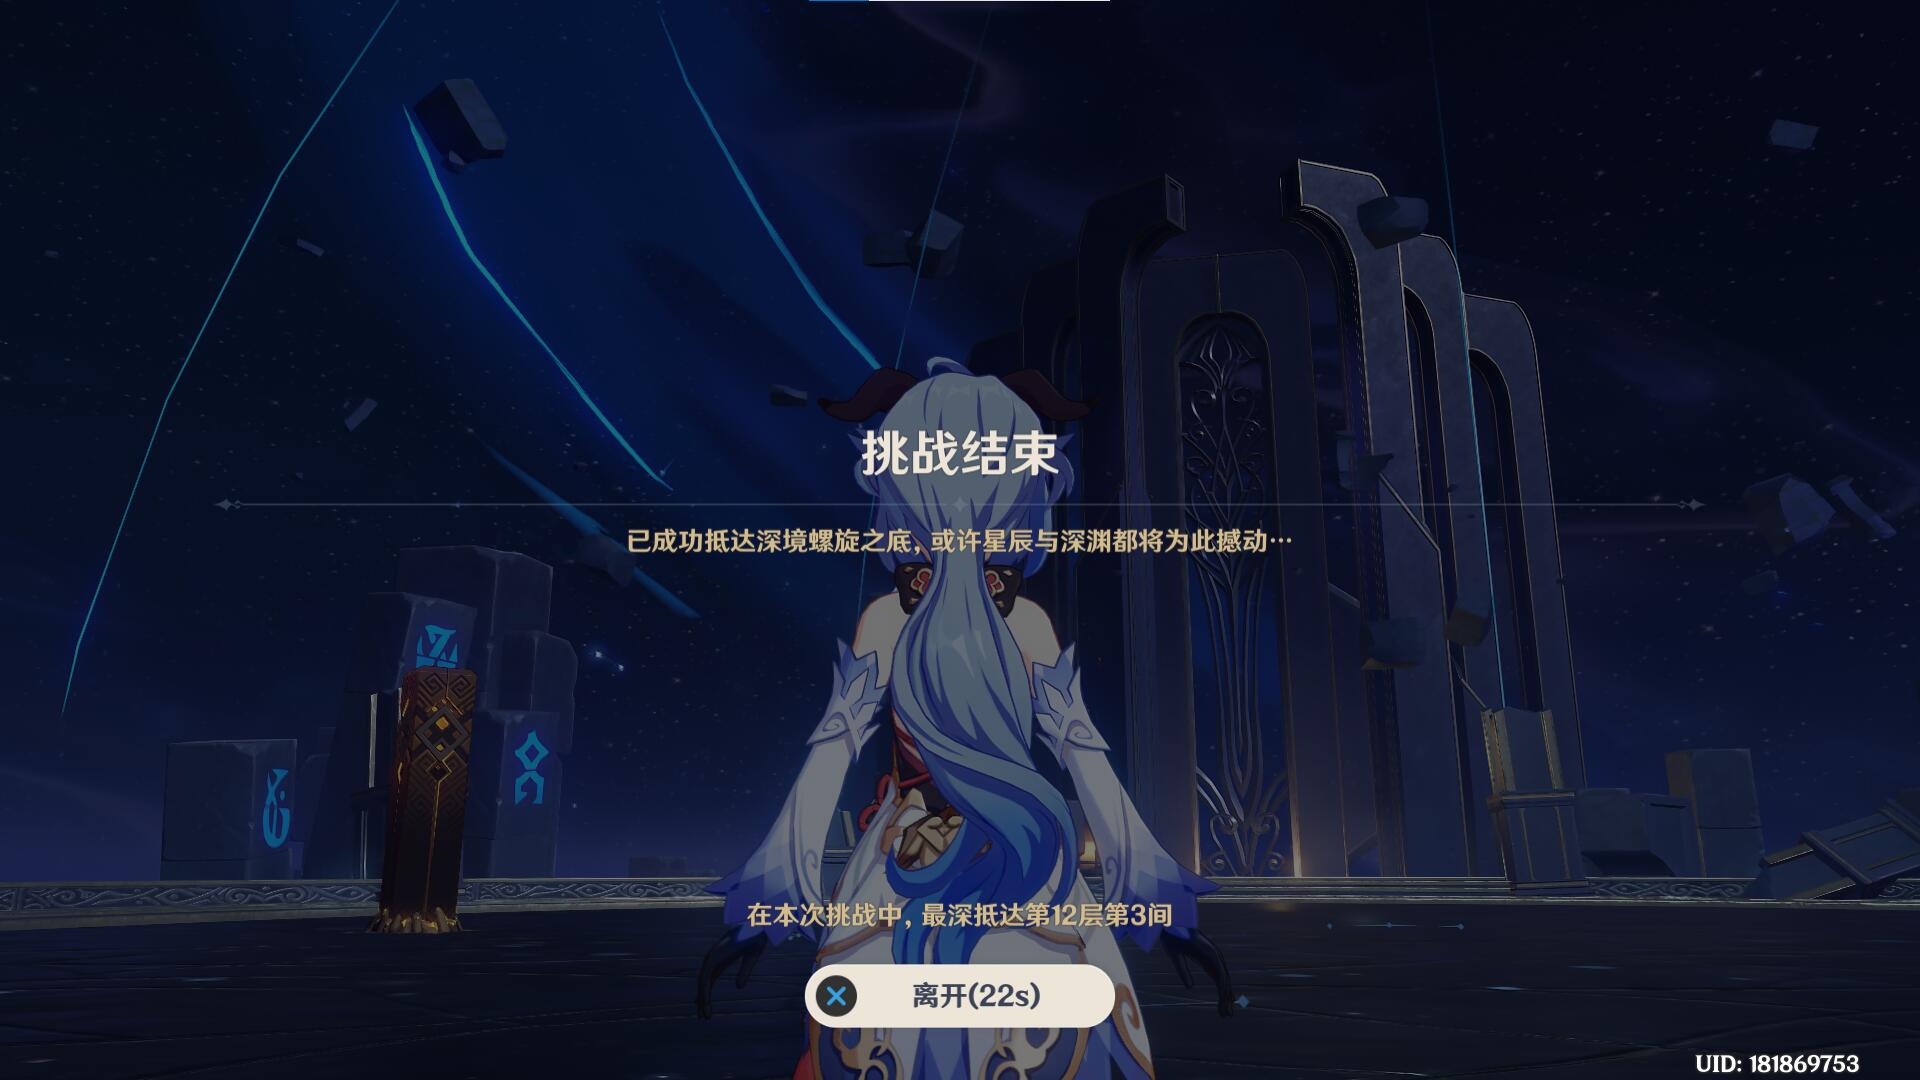 挑战结束
已成功抵达深境螺旋之底，或许星辰与深渊都将为此撼动…
在本次挑战中，最深抵达第12层第3间
离开(22s)
UID: 181869753